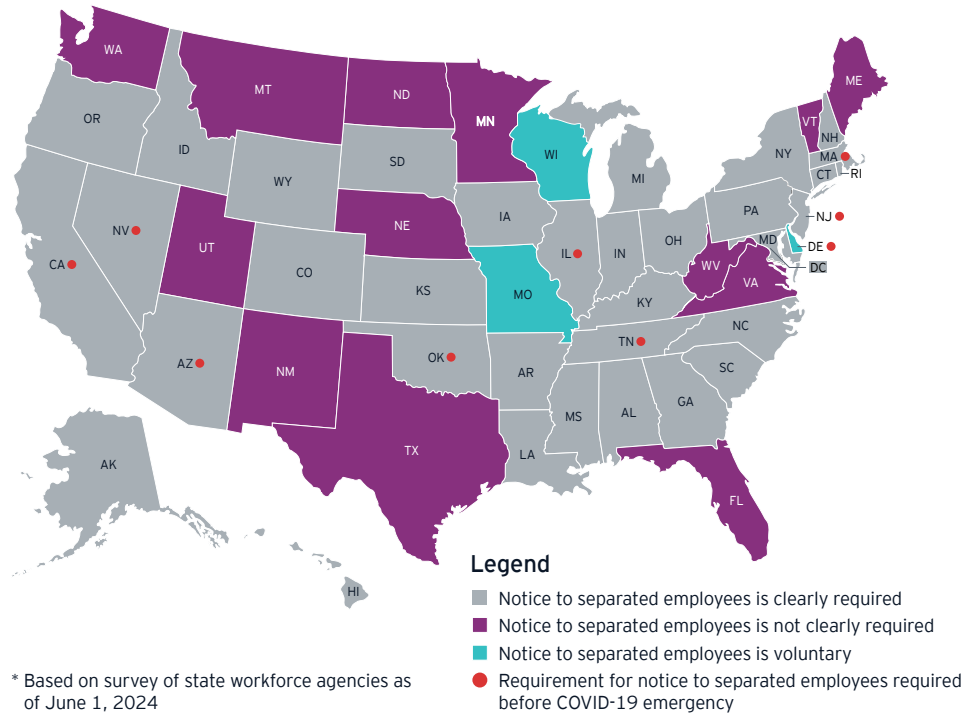 WA
MT
ND
MN
ME
VT
NH
OR
ID
SD
WI
NY
MA
WY
MI
CT
RI
IA
PA
NJ
NE
NV
OH
MD
DE
UT
IL
IN
CA
CO
WV
DC
VA
KS
MO
KY
NC
TN
OK
AZ
NM
AR
SC
GA
MS
AL
TX
LA
AK
FL
HI
Legend
Notice to separated employees is clearly required
Notice to separated employees is not clearly required
Notice to separated employees is voluntary
Requirement for notice to separated employees required
before COVID-19 emergency
* Based on survey of state workforce agencies as
of June 1, 2024